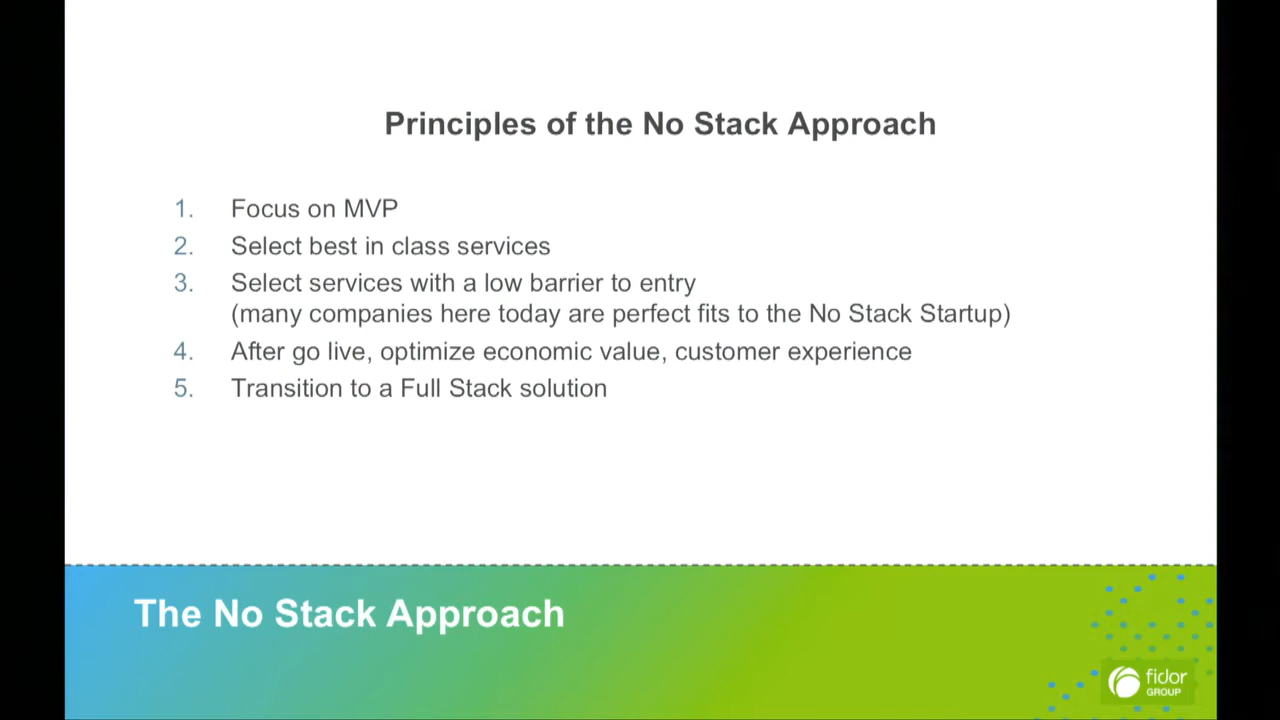 Principles of the No Stack Approach
1. Focus on MVP
2. Select best in class services
3. Select services with a low barrier to entry
(many companies here today are perfect fits to the No Stack Startup)
4. After go live, optimize economic value, customer experience
5. Transition to a Full Stack solution
The No Stack Approach
fidor
GROUP